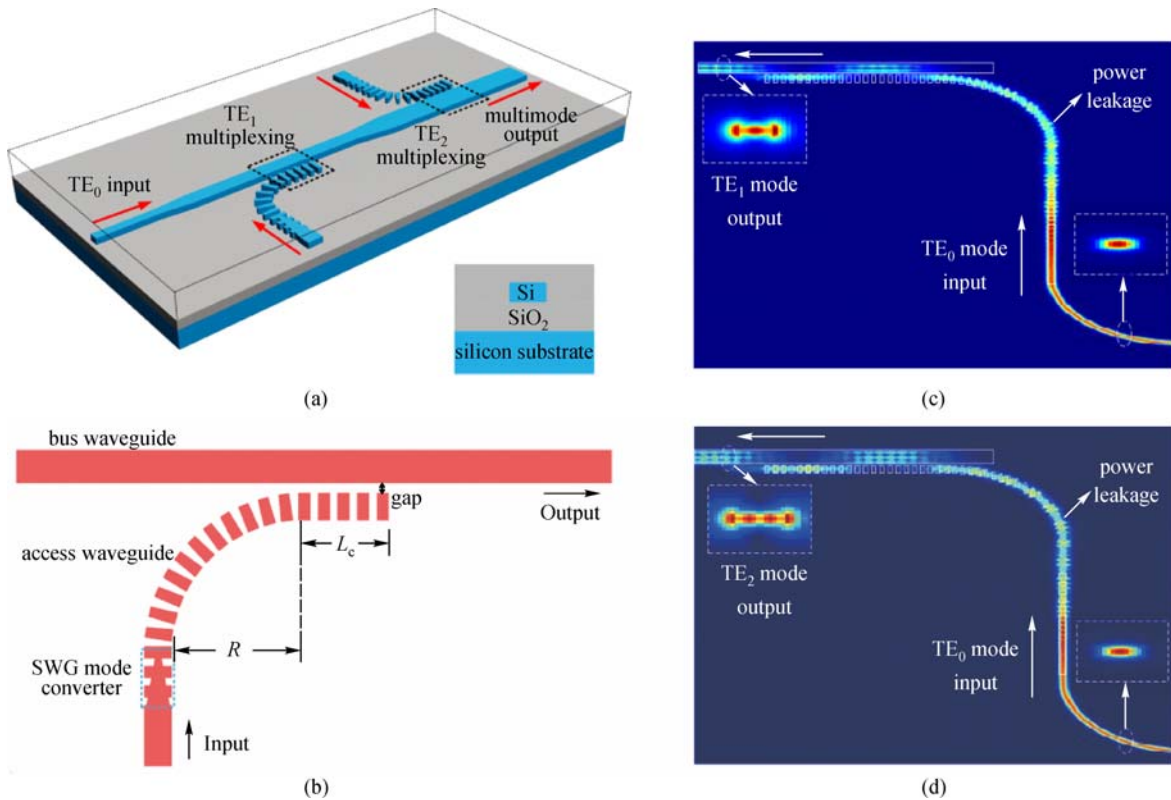 TE₁
multiplexing
TE₂
multiplexing
multimode
output
TE₀ input
Si
SiO₂
silicon substrate
(a)
bus waveguide
gap
Output
access waveguide
L_c
R
SWG mode
converter
Input
(b)
power
leakage
TE₁ mode
output
TE₀ mode
input
(c)
power
leakage
TE₂ mode
output
TE₀ mode
input
(d)